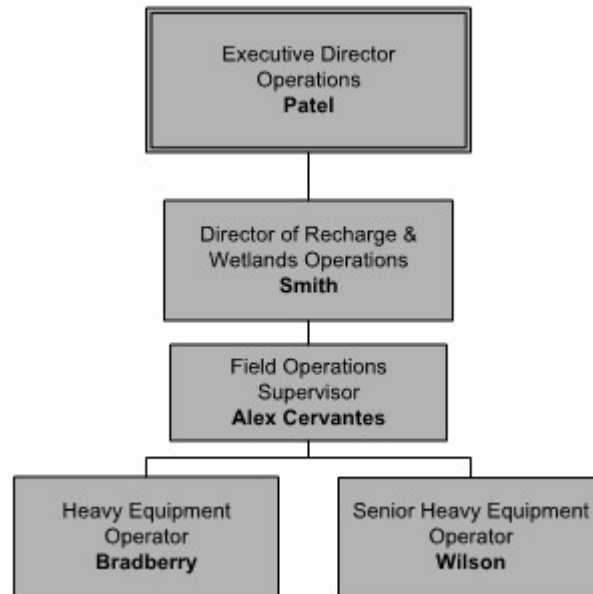 Executive Director
Operations
Patel
Director of Recharge &
Wetlands Operations
Smith
Field Operations
Supervisor
Alex Cervantes
Heavy Equipment
Operator
Bradberry
Senior Heavy Equipment
Operator
Wilson